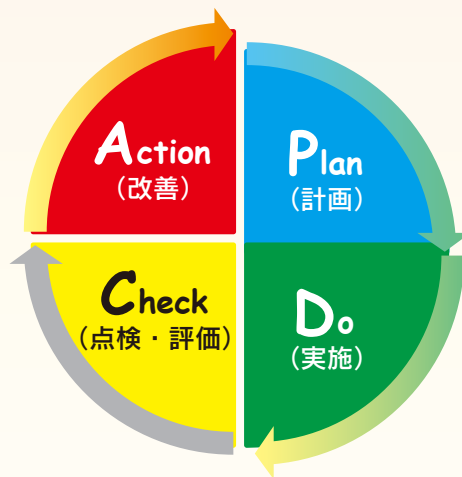 Action
（改善）
Plan
（計画）
Check
（点検・評価）
Do
（実施）